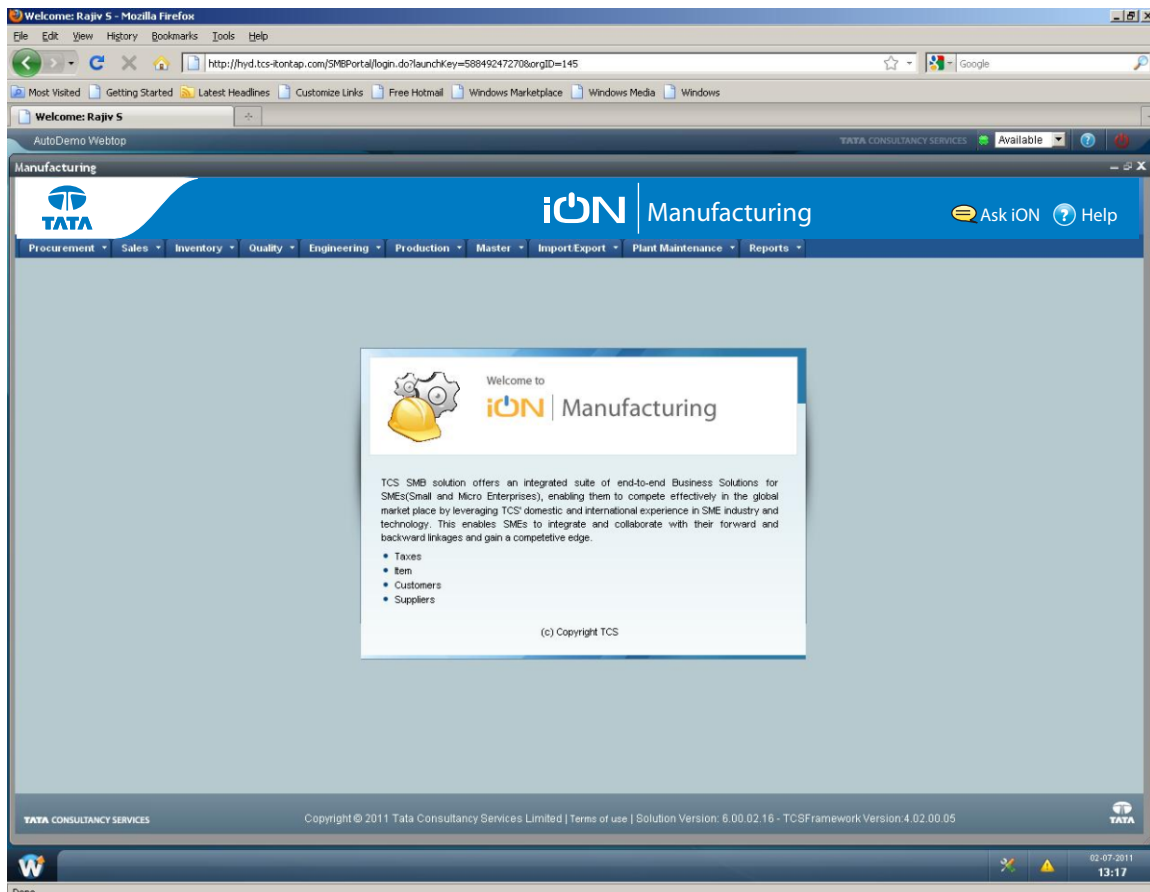 Welcome: Rajiv S - Mozilla Firefox
File Edit View History Bookmarks Tools Help
http://hyd.tcs-itontap.com/SMBPortal/login.do?launchKey=588492472708&orgID=145 Google
Most Visited Getting Started Latest Headlines Customize Links Free Hotmail Windows Marketplace Windows Media Windows
Welcome: Rajiv S
AutoDemo Webtop TATA CONSULTANCY SERVICES Available
Manufacturing
TATA iON Manufacturing Ask iON Help
Procurement Sales Inventory Quality Engineering Production Master Import/Export Plant Maintenance Reports
Welcome to
iON Manufacturing
TCS SMB solution offers an integrated suite of end-to-end Business Solutions for
SMEs(Small and Micro Enterprises), enabling them to compete effectively in the global
market place by leveraging TCS' domestic and international experience in SME industry and
technology. This enables SMEs to integrate and collaborate with their forward and
backward linkages and gain a competetive edge.
Taxes
Item
Customers
Suppliers
(c) Copyright TCS
TATA CONSULTANCY SERVICES Copyright © 2011 Tata Consultancy Services Limited | Terms of use | Solution Version: 6.00.02.16 - TCSFramework Version:4.02.00.05 TATA
W 02-07-2011
13:17